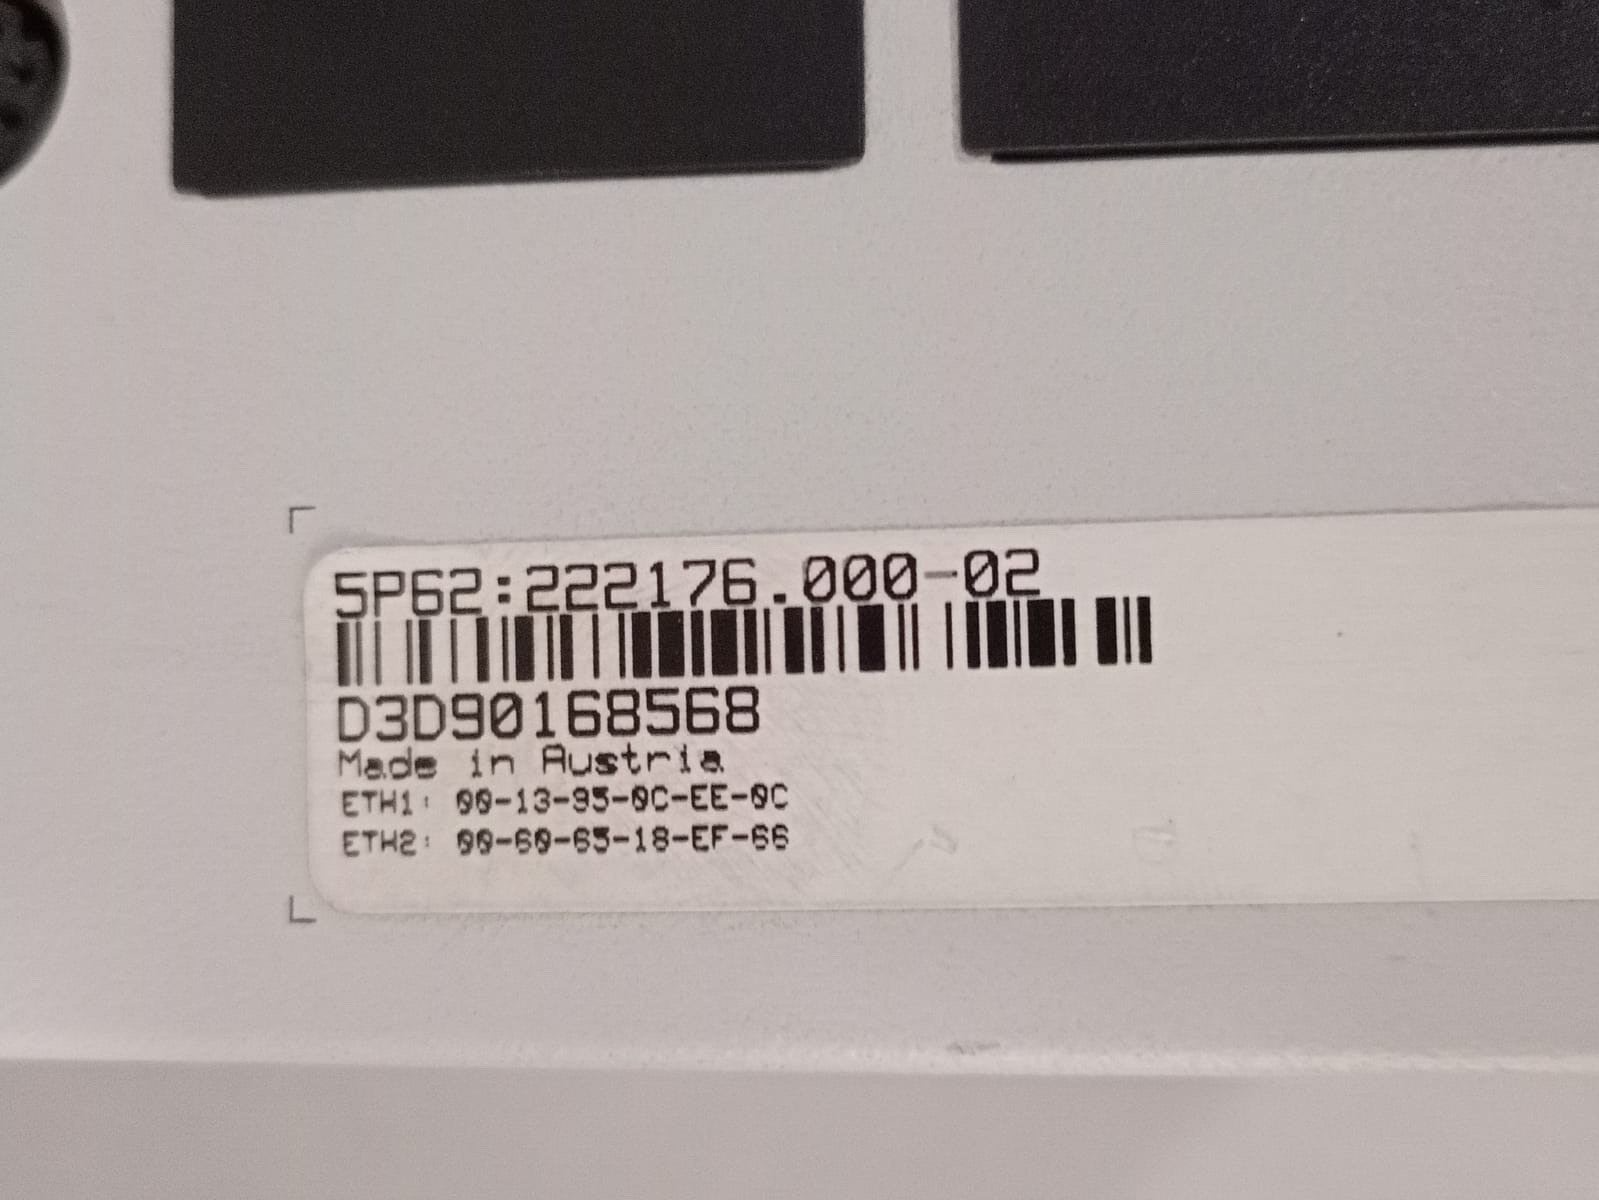 5P62:222176.000-02
D3D90168568
Made in Austria
ETH1: 00-13-95-0C-EE-0C
ETH2: 00-60-65-18-EF-66